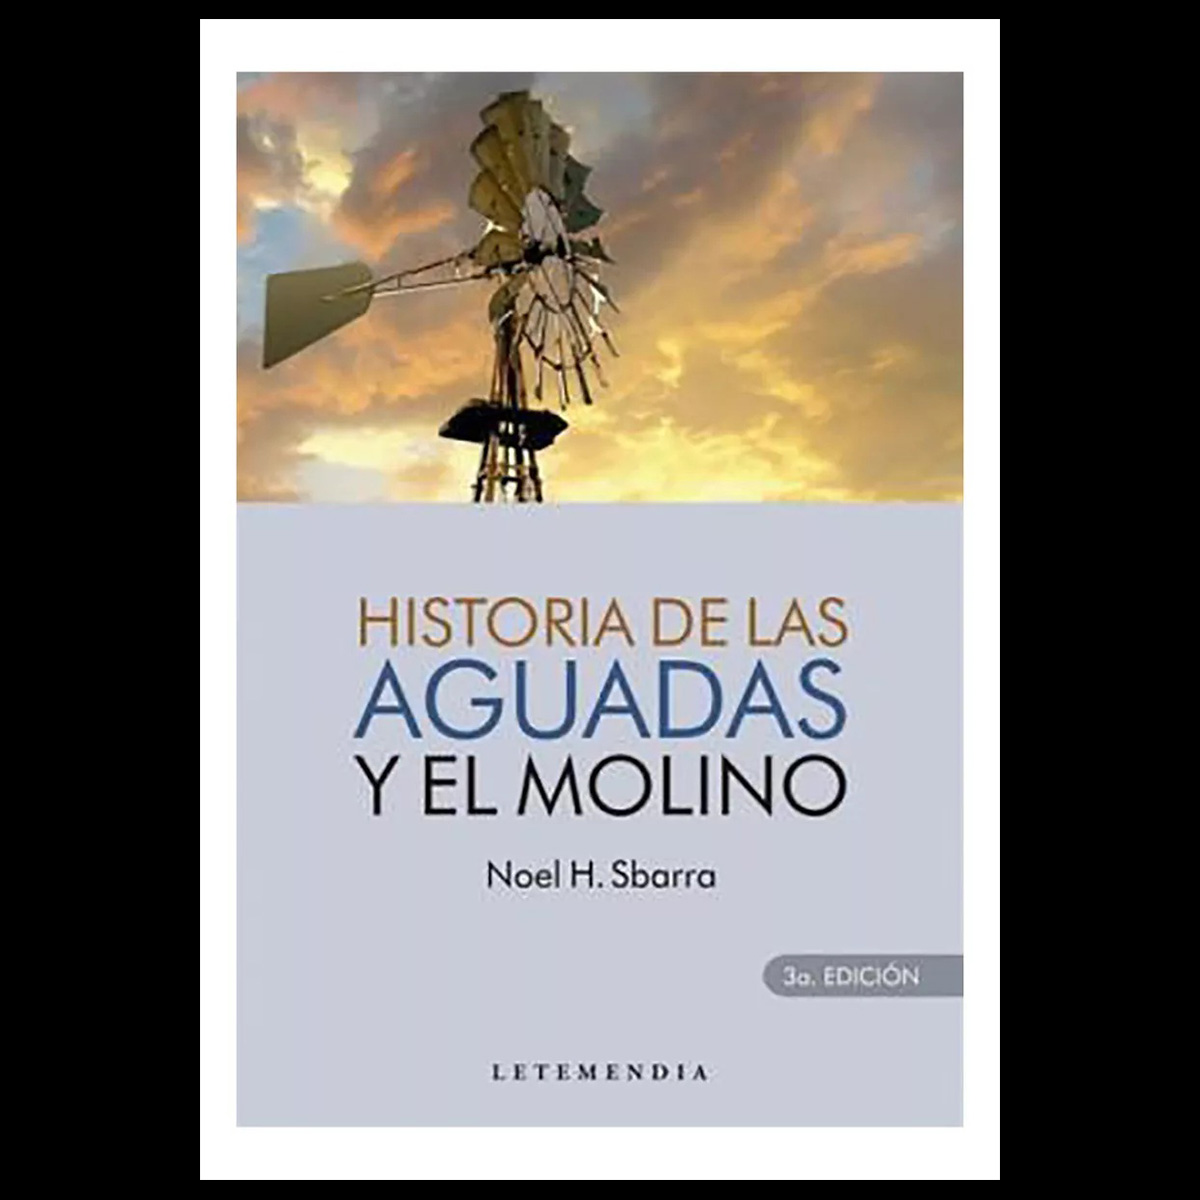 HISTORIA DE LAS
AGUADAS
Y EL MOLINO
Noel H. Sbarra
3a. EDICIÓN
LETEMENDIA